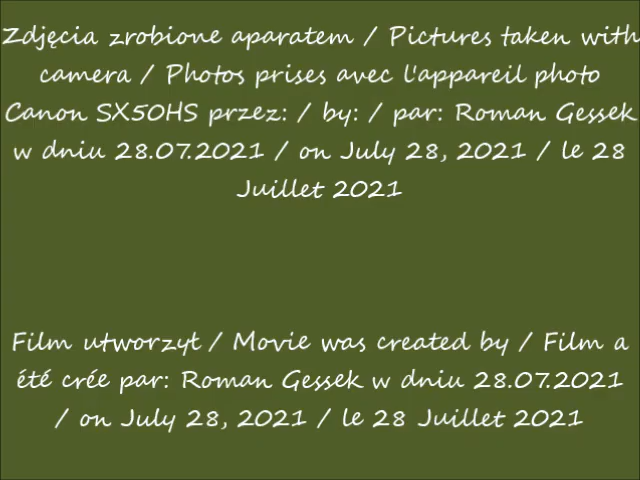 Zdjęcia zrobione aparatem / Pictures taken with
camera / Photos prises avec l'appareil photo
Canon SX50HS przez: / by: / par: Roman Gessek
w dniu 28.07.2021 / on July 28, 2021 / le 28
Juillet 2021
Film utworzył / Movie was created by / Film a
été crée par: Roman Gessek w dniu 28.07.2021
/ on July 28, 2021 / le 28 Juillet 2021